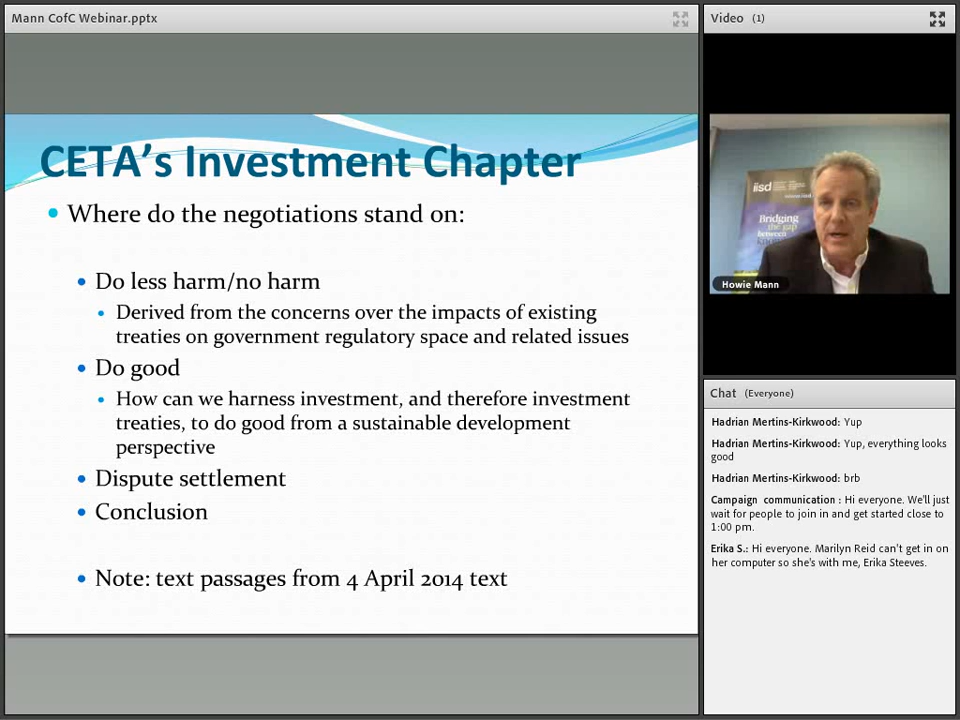 Mann CofC Webinar.pptx
CETA's Investment Chapter
• Where do the negotiations stand on:
• Do less harm/no harm
• Derived from the concerns over the impacts of existing
treaties on government regulatory space and related issues
• Do good
• How can we harness investment, and therefore investment
treaties, to do good from a sustainable development
perspective
• Dispute settlement
• Conclusion
• Note: text passages from 4 April 2014 text
Video (1)
iisd
Bridging
the gap
between
Howie Mann
Chat (Everyone)
Hadrian Mertins-Kirkwood: Yup
Hadrian Mertins-Kirkwood: Yup, everything looks
good
Hadrian Mertins-Kirkwood: brb
Campaign communication : Hi everyone. We'll just
wait for people to join in and get started close to
1:00 pm.
Erika S.: Hi everyone. Marilyn Reid can't get in on
her computer so she's with me, Erika Steeves.